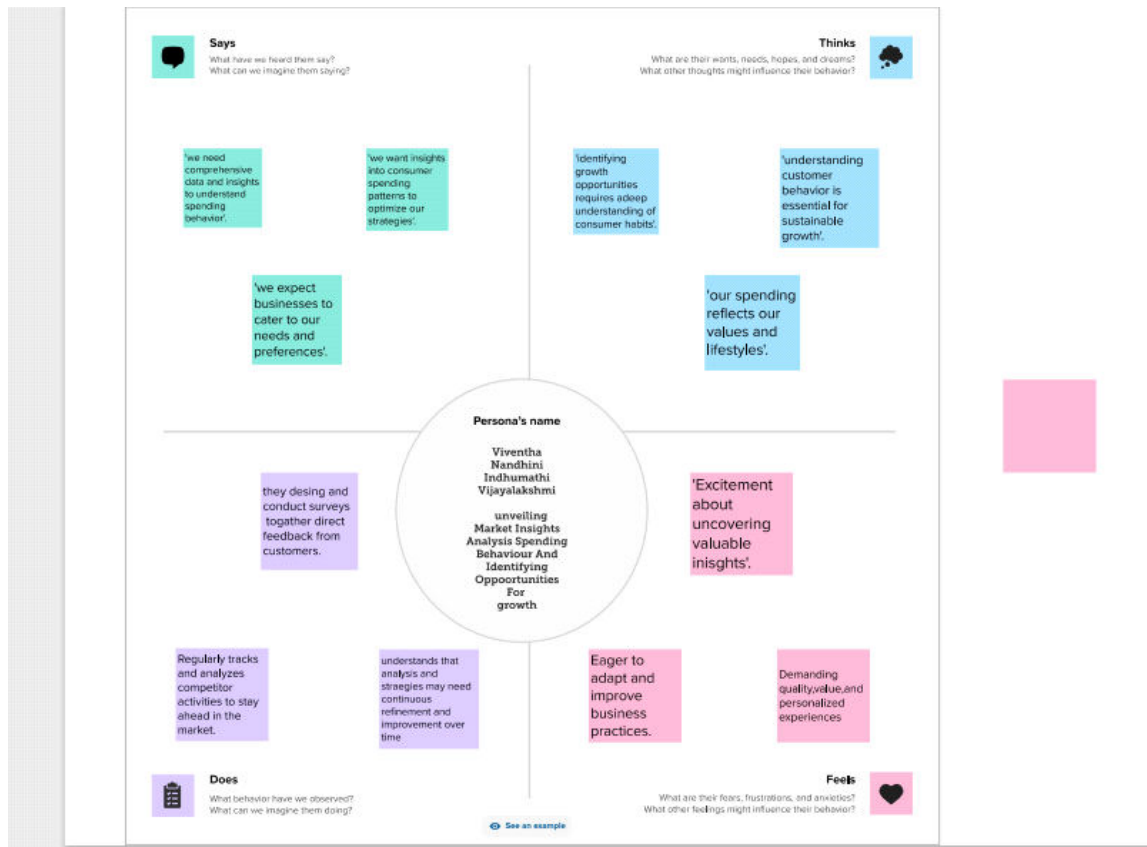 Says
What have we heard them say?
What can we imagine them saying?
Thinks
What are their wants, needs, hopes, and dreams?
What other thoughts might influence their behavior?
'we need
comprehensive
data and insights
to understand
spending
behavior'.
'we want insights
into consumer
spending
patterns to
optimize our
strategies'.
'we expect
businesses to
cater to our
needs and
preferences'.
'identifying
growth
opportunities
requires adeep
understanding of
consumer habits'.
'understanding
customer
behavior is
essential for
sustainable
growth'.
'our spending
reflects our
values and
lifestyles'.
Persona's name
Viventha
Nandhini
Indhumathi
Vijayalakshmi
unveiling
Market Insights
Analysis Spending
Behaviour And
Identifying
Oppoortunities
For
growth
they desing and
conduct surveys
togather direct
feedback from
customers.
Regularly tracks
and analyzes
competitor
activities to stay
ahead in the
market.
understands that
analysis and
straegies may need
continuous
refinement and
improvement over
time
'Excitement
about
uncovering
valuable
inisghts'.
Eager to
adapt and
improve
business
practices.
Demanding
quality,value,and
personalized
experiences
Does
What behavior have we observed?
What can we imagine them doing?
Feels
What are their fears, frustrations, and anxieties?
What other feelings might influence their behavior?
See an example